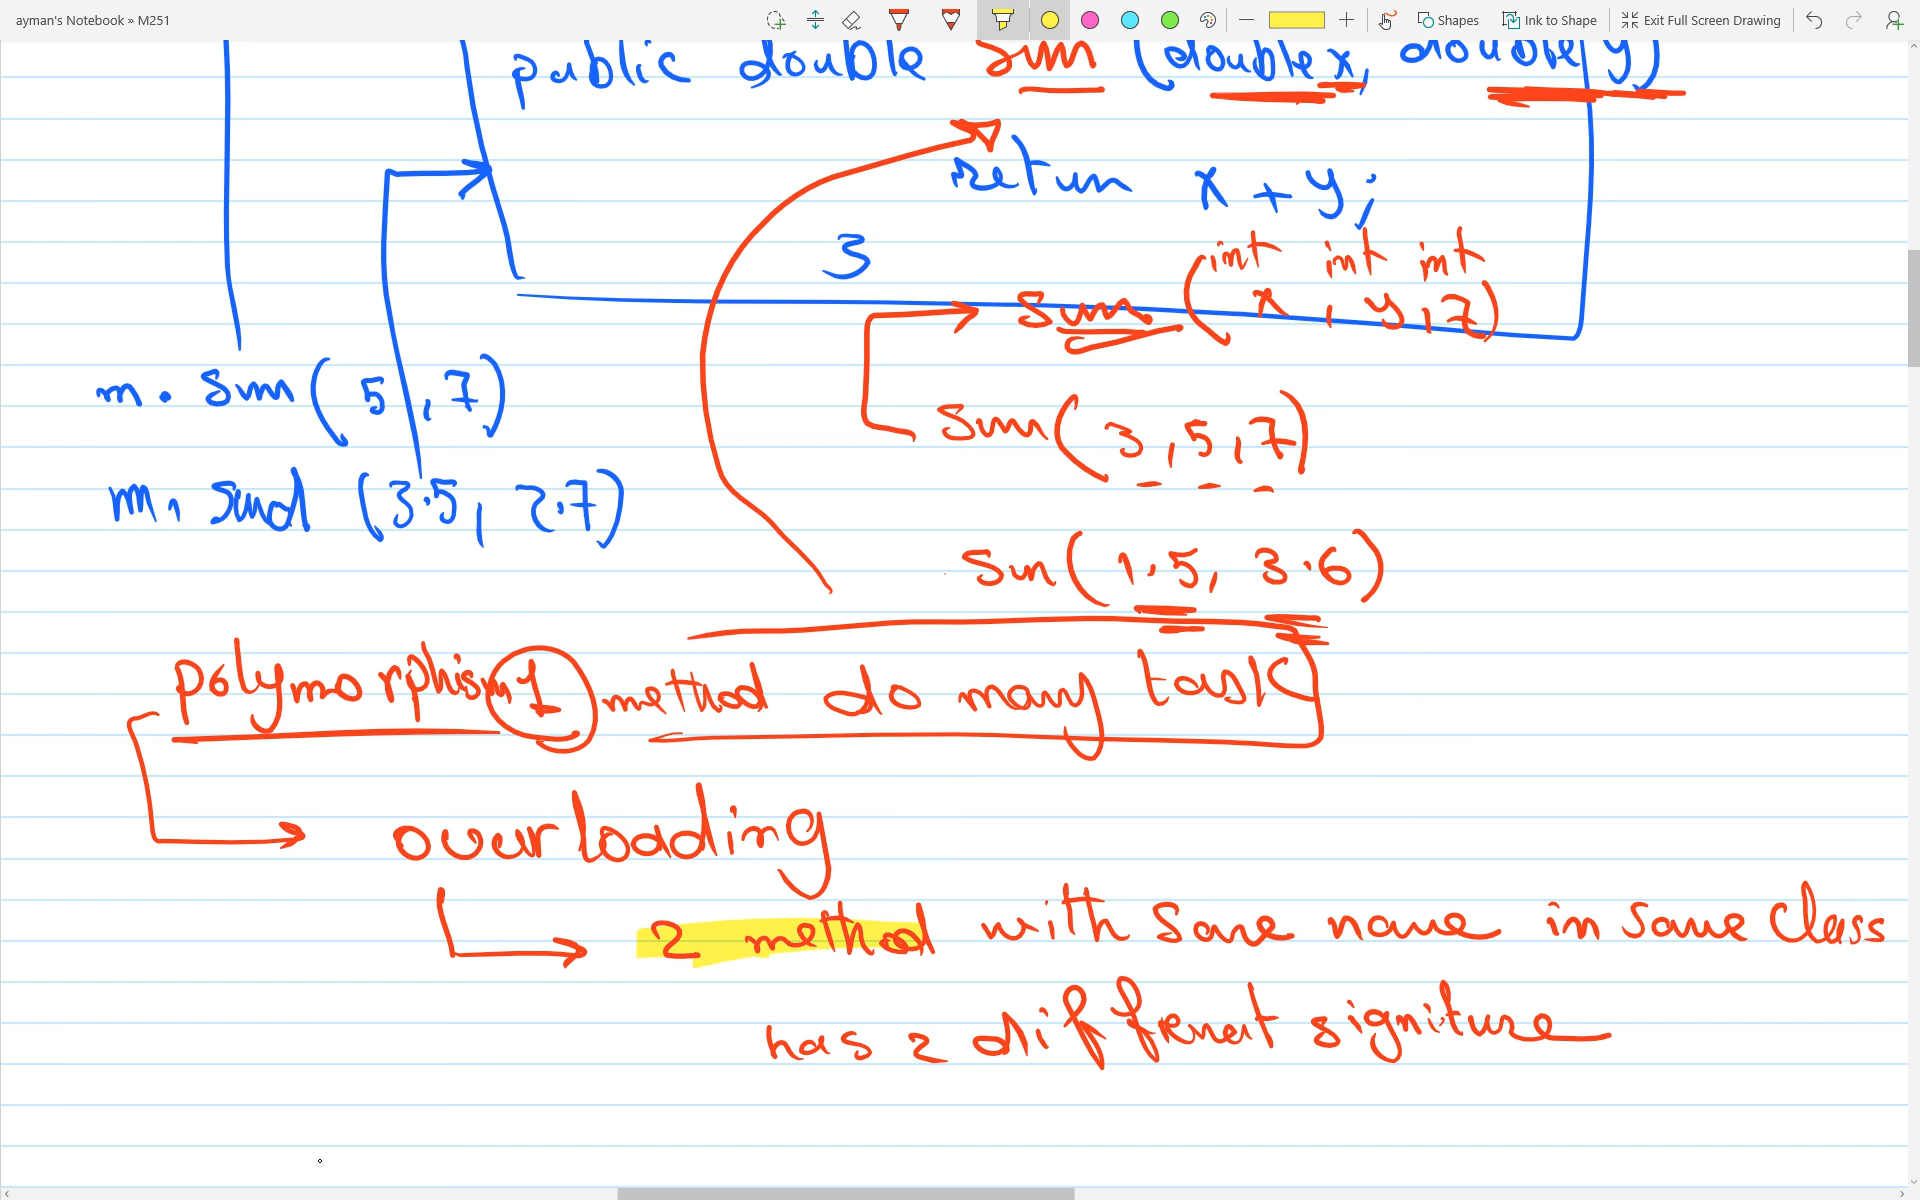 ayman's Notebook » M251
Shapes
Ink to Shape
Exit Full Screen Drawing
public double sum (double x, double y)
return x + y;
3
int int int
sum ( x , y , z )
m. sum ( 5 , 7 )
sum ( 3 , 5 , 7 )
m. sumd ( 3.5 , 2.7 )
sum ( 1.5, 3.6 )
polymorphism 1 method do many task
overloading
2 method with same name in same class
has 2 different signiture